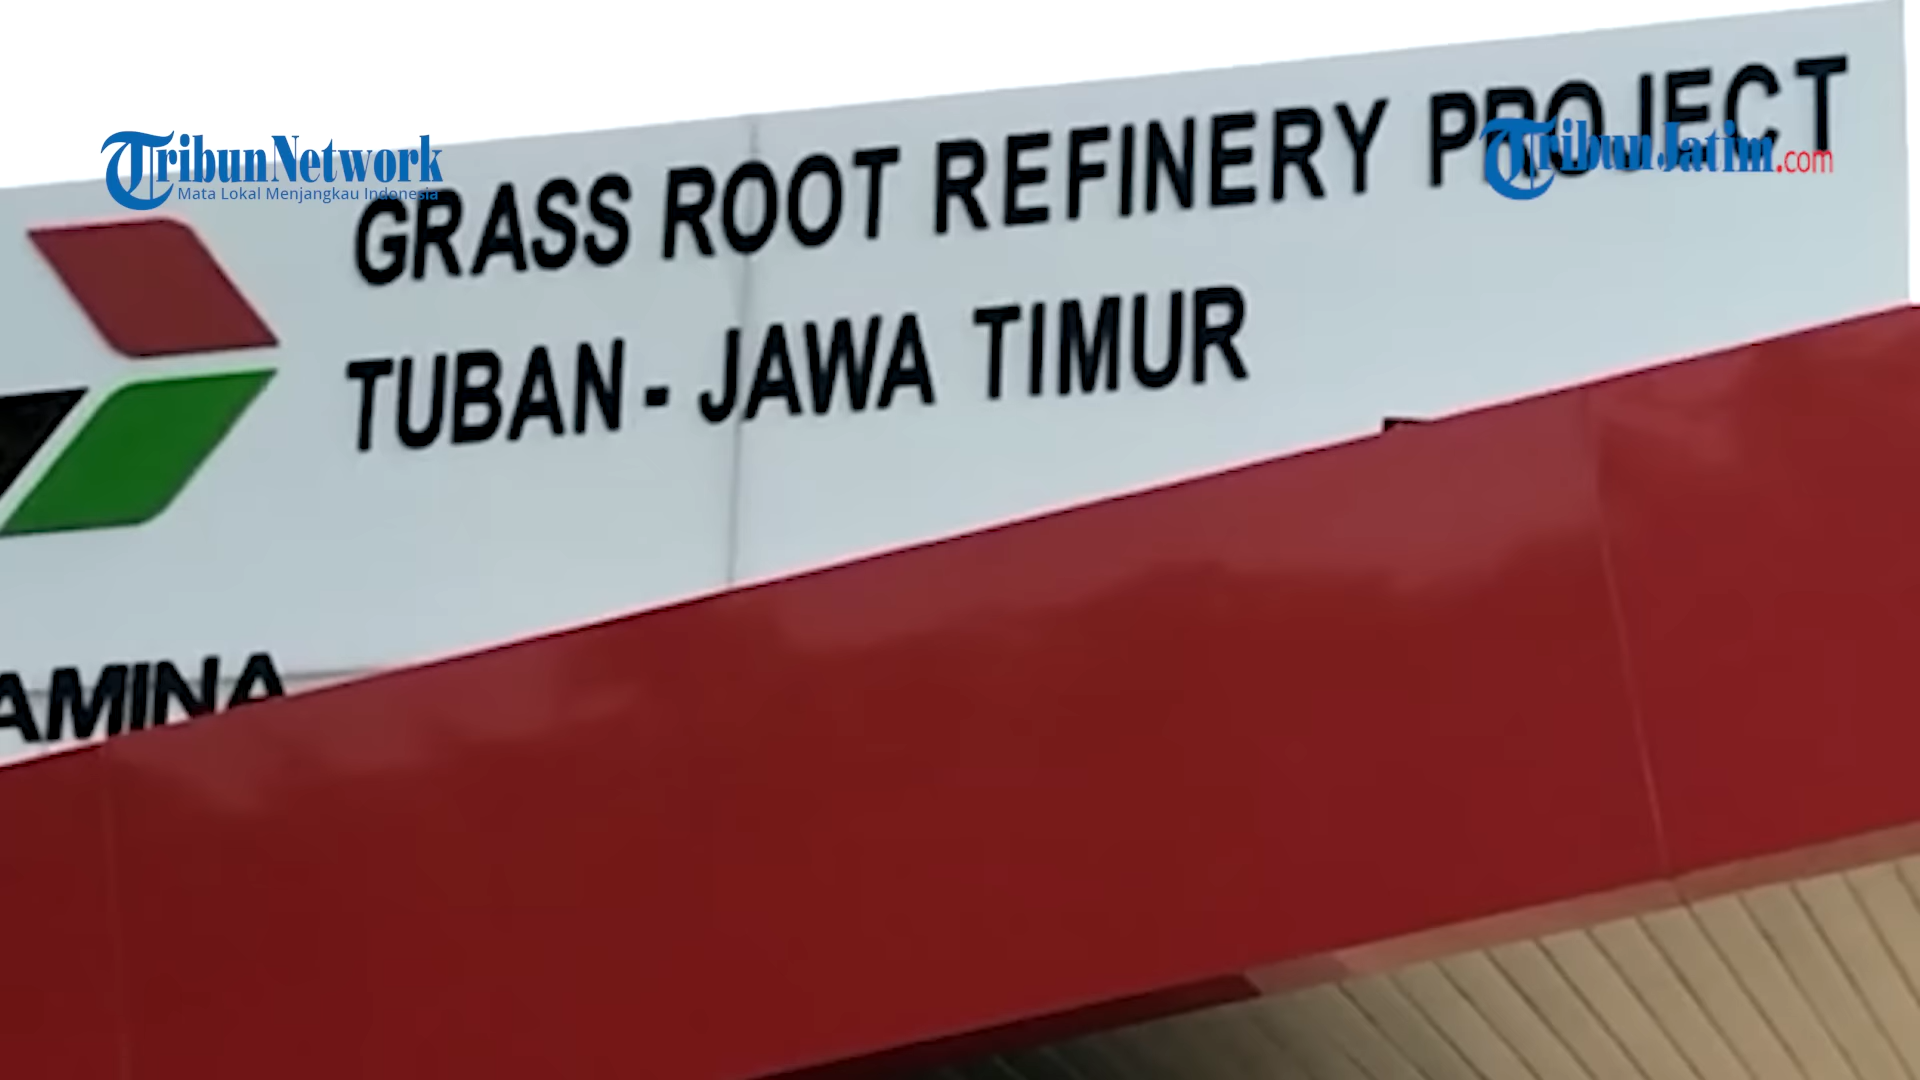 TribunNetwork
Mata Lokal Menjangkau Indonesia
TribunJatim.com
GRASS ROOT REFINERY PROJECT
TUBAN - JAWA TIMUR
AMINA